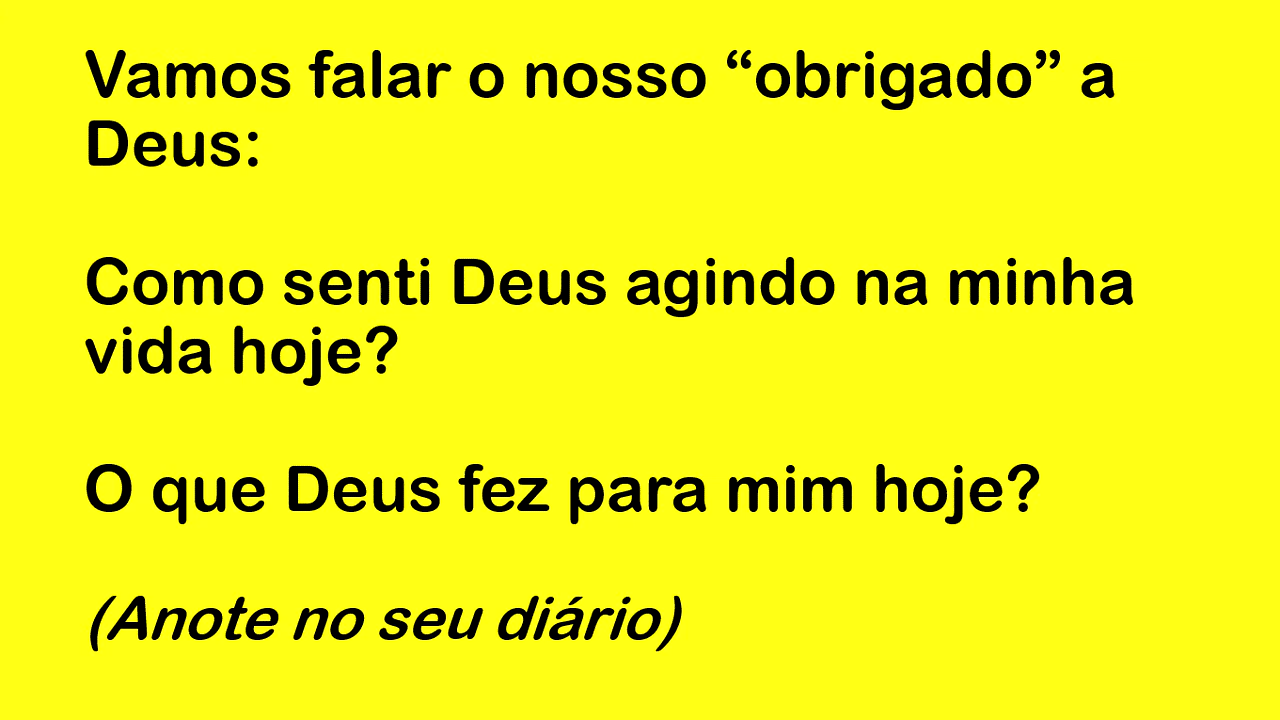 Vamos falar o nosso “obrigado” a
Deus:
Como senti Deus agindo na minha
vida hoje?
O que Deus fez para mim hoje?
(Anote no seu diário)